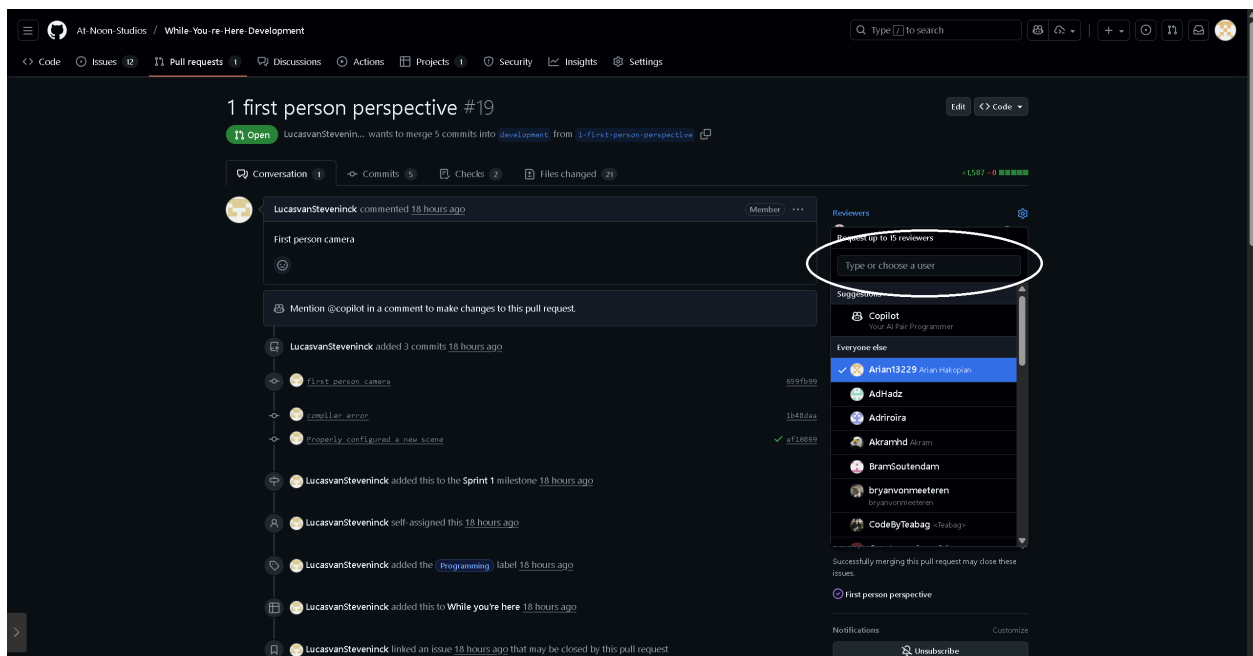 At-Noon-Studios / While-You-re-Here-Development
Type / to search
Code
Issues 12
Pull requests 1
Discussions
Actions
Projects 1
Security
Insights
Settings
1 first person perspective #19
Edit
<> Code
Open
LucasvanStevenin... wants to merge 5 commits into development from 1-first-person-perspective
Conversation 1
Commits 5
Checks 2
Files changed 21
+1,587 -0
LucasvanSteveninck commented 18 hours ago
Member
First person camera
Mention @copilot in a comment to make changes to this pull request.
LucasvanSteveninck added 3 commits 18 hours ago
first person camera
659fb99
compiler error
1b48daa
Properly configured a new scene
af10869
LucasvanSteveninck added this to the Sprint 1 milestone 18 hours ago
LucasvanSteveninck self-assigned this 18 hours ago
LucasvanSteveninck added the Programming label 18 hours ago
LucasvanSteveninck added this to While you're here 18 hours ago
LucasvanSteveninck linked an issue 18 hours ago that may be closed by this pull request
Reviewers
Request up to 15 reviewers
Type or choose a user
Suggestions
Copilot
Your AI Pair Programmer
Everyone else
Arian13229 Arian Hakopian
AdHadz
Adriroira
Akramhd Akram
BramSoutendam
bryanvonmeeteren
bryanvonmeeteren
CodeByTeabag <Teabag>
Successfully merging this pull request may close these
issues.
First person perspective
Notifications
Customize
Unsubscribe